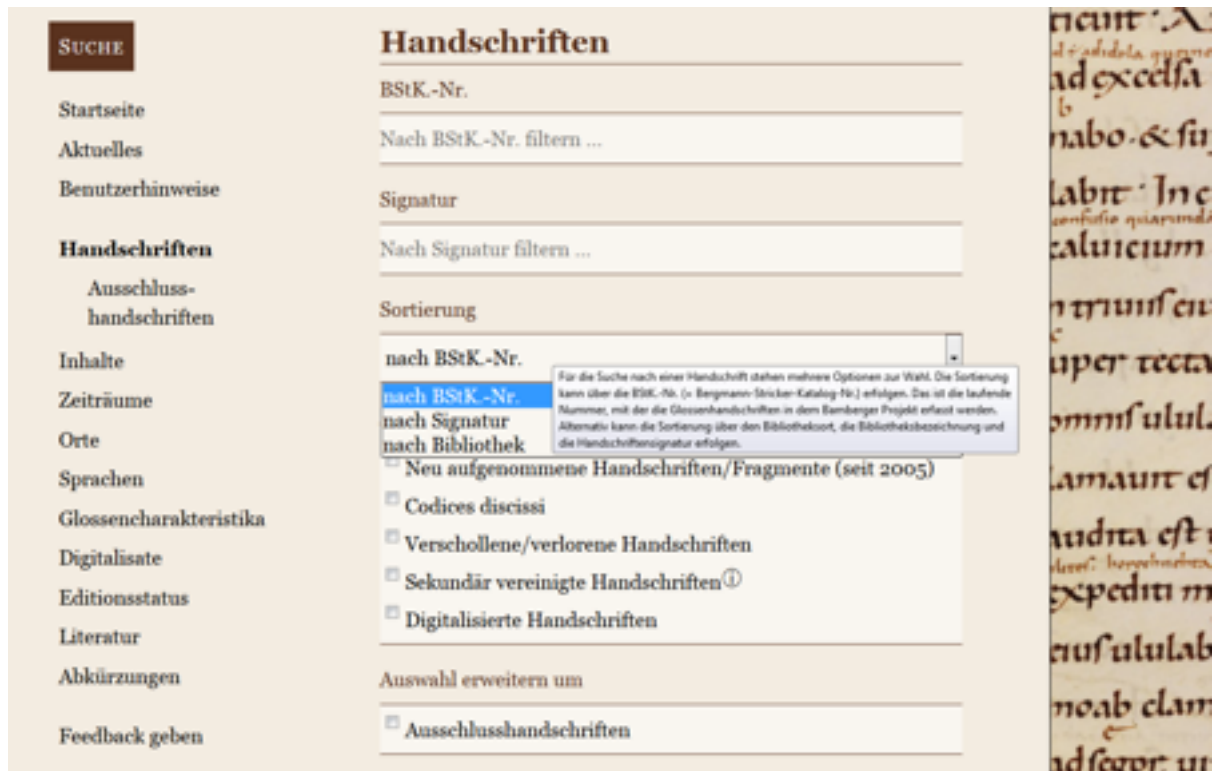 SUCHE
Startseite
Aktuelles
Benutzerhinweise
Handschriften
Ausschluss-
handschriften
Inhalte
Zeiträume
Orte
Sprachen
Glossencharakteristika
Digitalisate
Editionsstatus
Literatur
Abkürzungen
Feedback geben
Handschriften
BStK.-Nr.
Nach BStK.-Nr. filtern ...
Signatur
Nach Signatur filtern ...
Sortierung
nach BStK.-Nr.
nach BStK.-Nr.
nach Signatur
nach Bibliothek
Für die Suche nach einer Handschrift stehen mehrere Optionen zur Wahl. Die Sortierung
kann über die BStK.-Nr. (= Bergmann-Stricker-Katalog-Nr.) erfolgen. Das ist die laufende
Nummer, mit der die Glossenhandschriften in dem Bamberger Projekt erfasst werden.
Alternativ kann die Sortierung über den Bibliotheksort, die Bibliotheksbezeichnung und
die Handschriftensignatur erfolgen.
Neu aufgenommene Handschriften/Fragmente (seit 2005)
Codices discissi
Verschollene/verlorene Handschriften
Sekundär vereinigte Handschriftenⓘ
Digitalisierte Handschriften
Auswahl erweitern um
Ausschlusshandschriften
ad excelsa
nabo & su
labit In c
caluicium
n triuiis eiu
uper tecta
omnis ulul
lamauit es
audita est
expediti m
eius ululab
moab clam